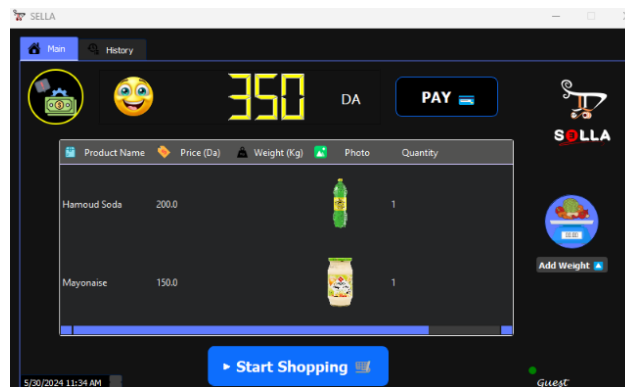 SELLA
Main History
350 DA PAY
SOLLA
Product Name Price (Da) Weight (Kg) Photo Quantity
Hamoud Soda 200.0 1
Mayonaise 150.0 1
Add Weight
Start Shopping
5/30/2024 11:34 AM
Guest